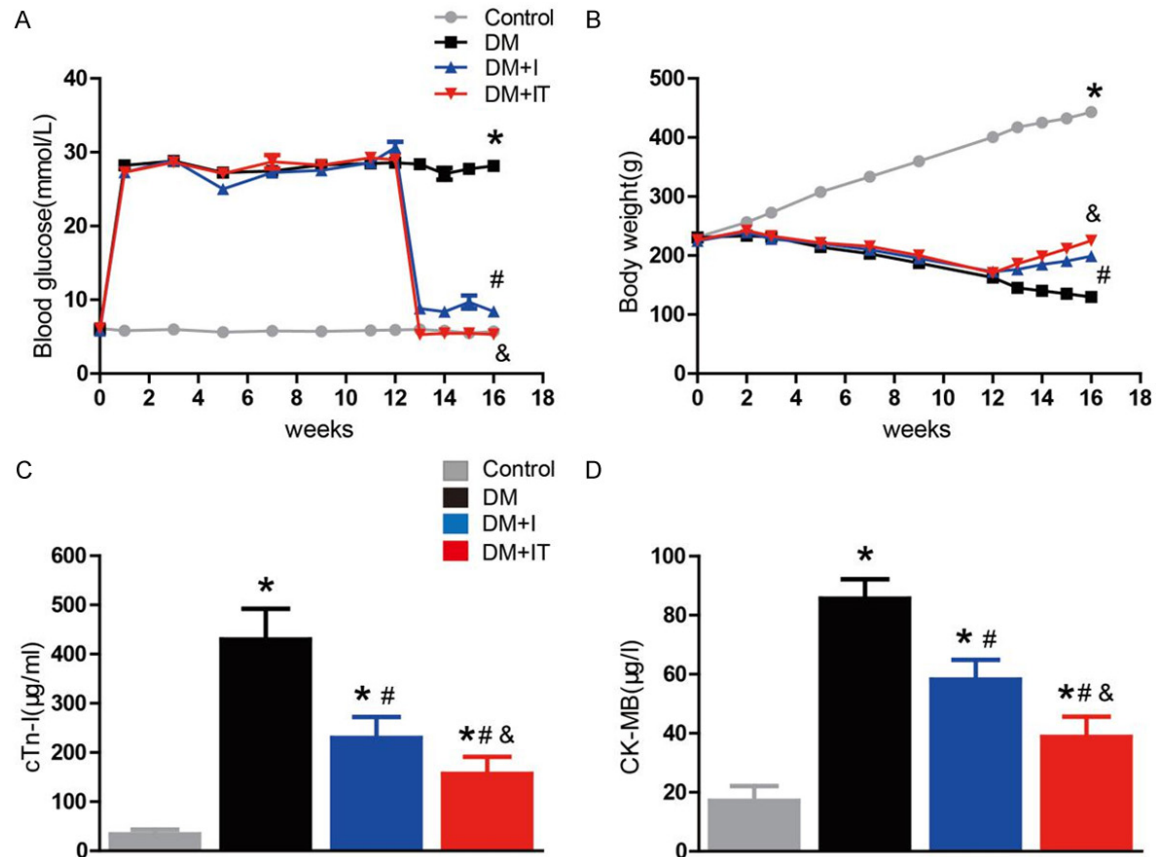 A
Control
DM
DM+I
DM+IT
Blood glucose(mmol/L)
40
30
20
10
0
*
#
&
0 2 4 6 8 10 12 14 16 18
weeks
B
Body weight(g)
500
400
300
200
100
0
*
&
#
0 2 4 6 8 10 12 14 16 18
weeks
C
Control
DM
DM+I
DM+IT
cTn-I(μg/ml)
600
500
400
300
200
100
0
*
* #
*# &
D
CK-MB(μg/l)
100
80
60
40
20
0
*
* #
*# &